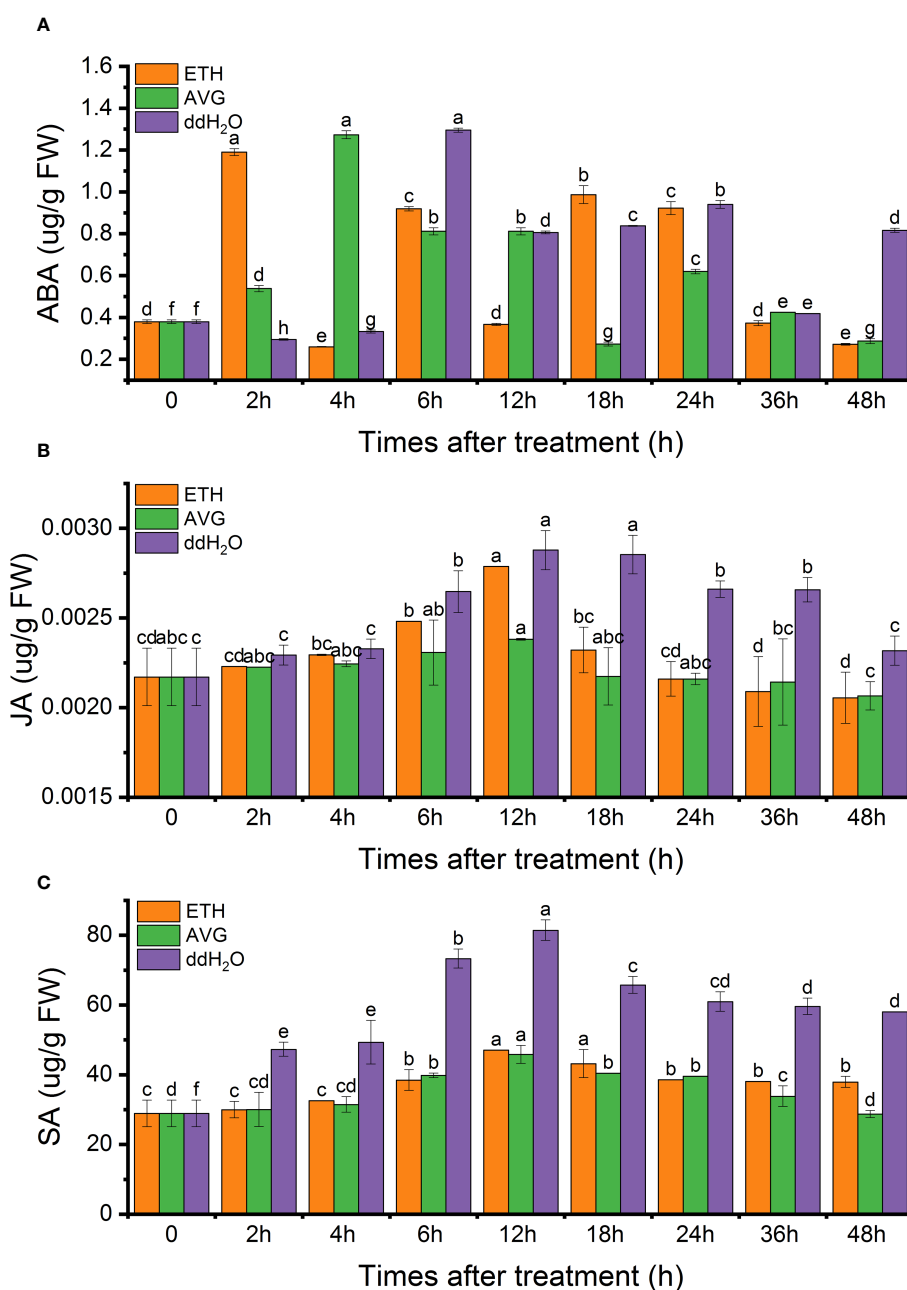 A
ABA (ug/g FW)
1.6
1.4
1.2
1.0
0.8
0.6
0.4
0.2
ETH
AVG
ddH₂O
d f f
a d h
e a g
c b a
d b d
b g c
c c b
d e e
e g d
0 2h 4h 6h 12h 18h 24h 36h 48h
Times after treatment (h)
B
JA (ug/g FW)
0.0030
0.0025
0.0020
0.0015
ETH
AVG
ddH₂O
cd abc c
cd abc c
bc abc c
b ab b
a a a
bc abc a
cd abc b
d bc b
d c c
0 2h 4h 6h 12h 18h 24h 36h 48h
Times after treatment (h)
C
SA (ug/g FW)
80
60
40
20
0
ETH
AVG
ddH₂O
c d f
c cd e
c cd e
b b b
a a a
a b c
b b cd
b c d
b d d
0 2h 4h 6h 12h 18h 24h 36h 48h
Times after treatment (h)